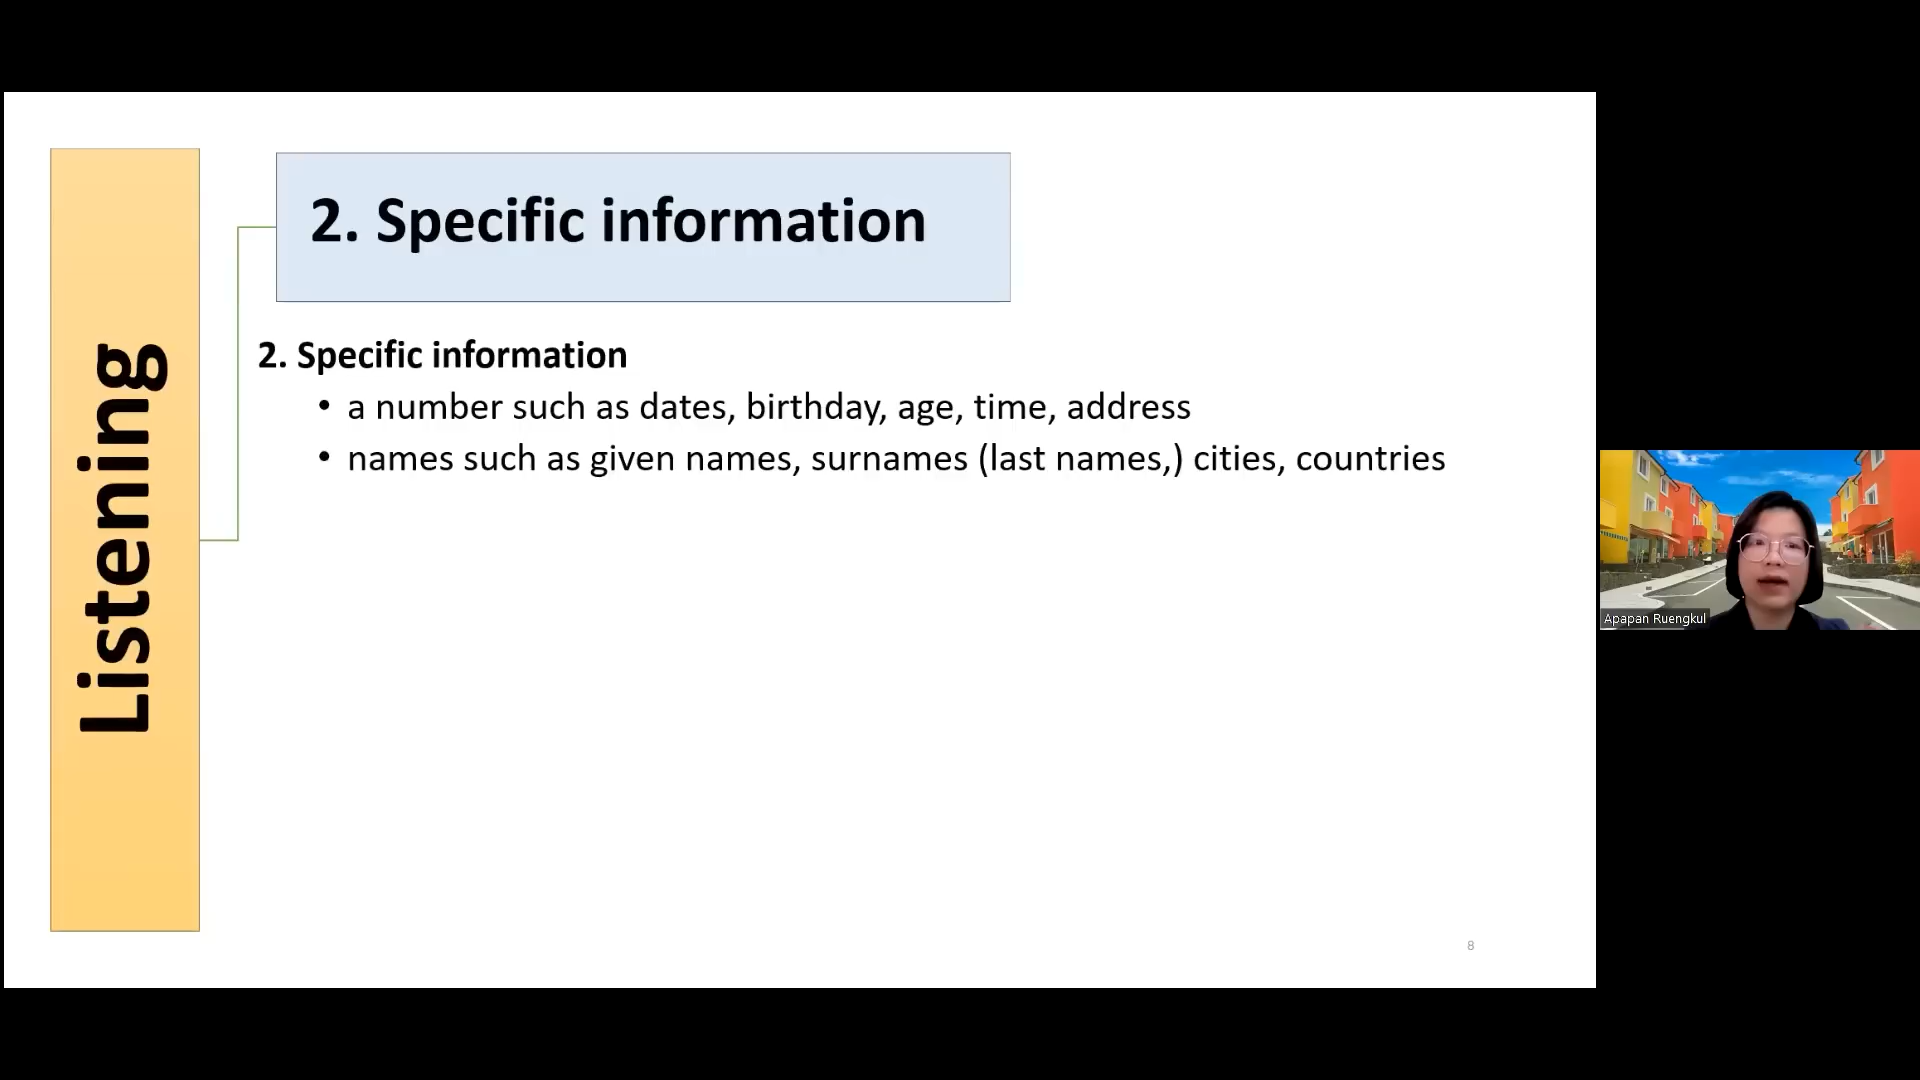 Listening
2. Specific information
2. Specific information
• a number such as dates, birthday, age, time, address
• names such as given names, surnames (last names,) cities, countries
8
Apapan Ruengkul